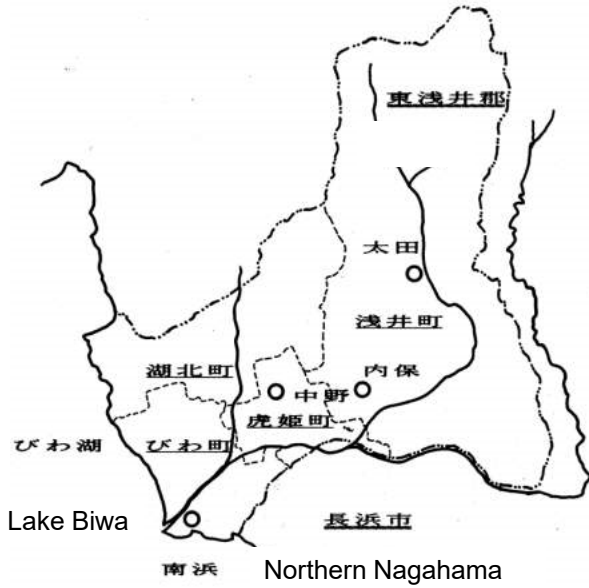 東浅井郡
太田
浅井町
湖北町
内保
中野
虎姫町
びわ湖
びわ町
Lake Biwa
長浜市
南浜
Northern Nagahama